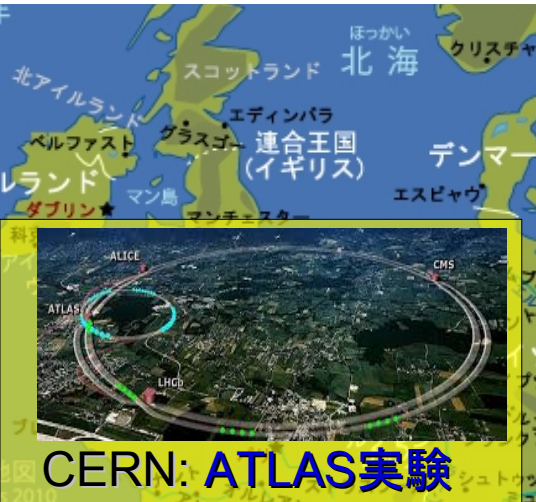 ほっかい
北海
クリスチャ
スコットランド
北アイルランド
エディンバラ
グラスゴー
ベルファスト
連合王国
(イギリス)
デンマー
ルランド
マン島
エスビャウ
ダブリン
マンチェスター
ALICE
CMS
ATLAS
LHCb
CERN: ATLAS実験
2010